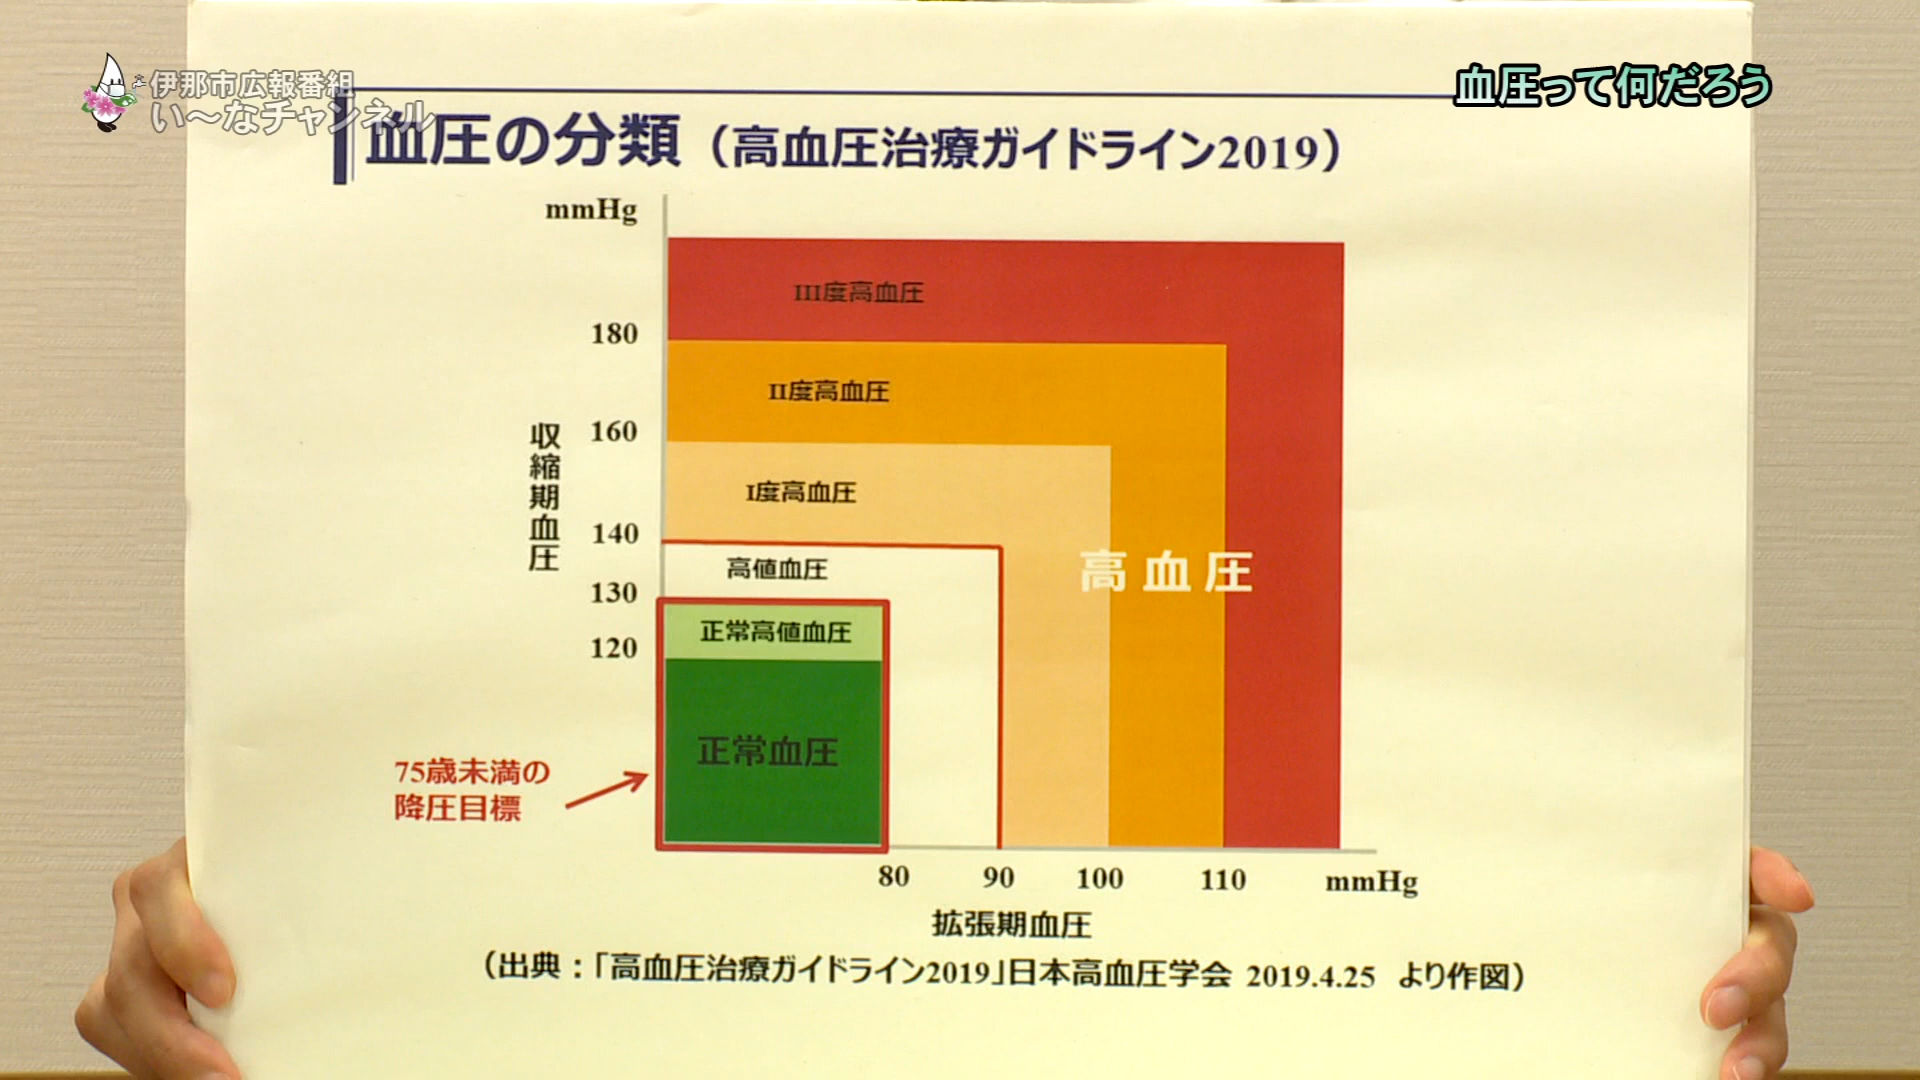 伊那市広報番組
い〜なチャンネル
血圧って何だろう
血圧の分類（高血圧治療ガイドライン2019）
mmHg
III度高血圧
180
II度高血圧
160
I度高血圧
140
高値血圧
高血圧
130
正常高値血圧
120
収縮期血圧
正常血圧
75歳未満の
降圧目標
80 90 100 110 mmHg
拡張期血圧
（出典：｢高血圧治療ガイドライン2019｣日本高血圧学会 2019.4.25 より作図）